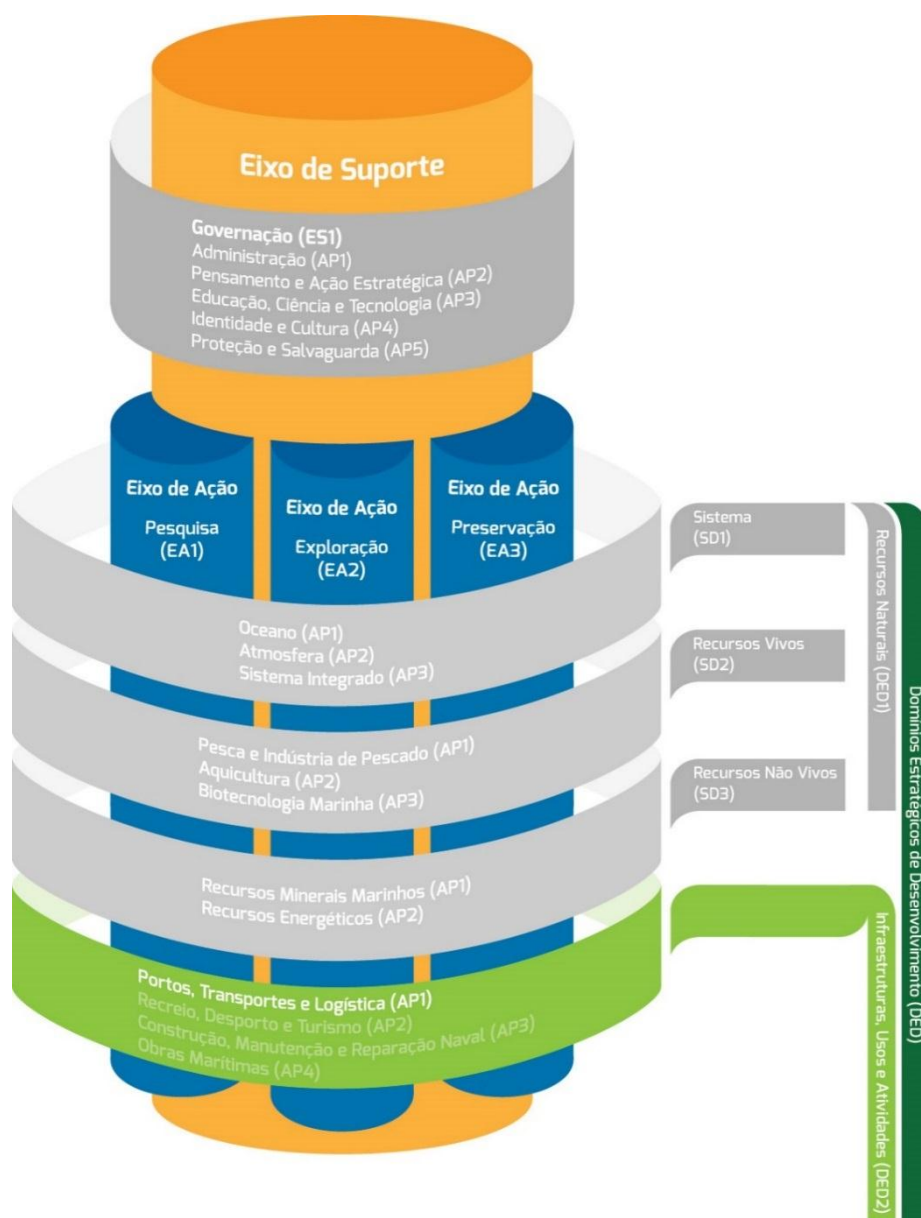 Eixo de Suporte
Governação (ES1)
Administração (AP1)
Pensamento e Ação Estratégica (AP2)
Educação, Ciência e Tecnologia (AP3)
Identidade e Cultura (AP4)
Proteção e Salvaguarda (AP5)
Eixo de Ação
Pesquisa
(EA1)
Eixo de Ação
Exploração
(EA2)
Eixo de Ação
Preservação
(EA3)
Oceano (AP1)
Atmosfera (AP2)
Sistema Integrado (AP3)
Pesca e Indústria de Pescado (AP1)
Aquicultura (AP2)
Biotecnologia Marinha (AP3)
Recursos Minerais Marinhos (AP1)
Recursos Energéticos (AP2)
Portos, Transportes e Logística (AP1)
Recreio, Desporto e Turismo (AP2)
Construção, Manutenção e Reparação Naval (AP3)
Obras Marítimas (AP4)
Sistema
(SD1)
Recursos Vivos
(SD2)
Recursos Não Vivos
(SD3)
Recursos Naturais (DED1)
Infraestruturas, Usos e Atividades (DED2)
Domínios Estratégicos de Desenvolvimento (DED)